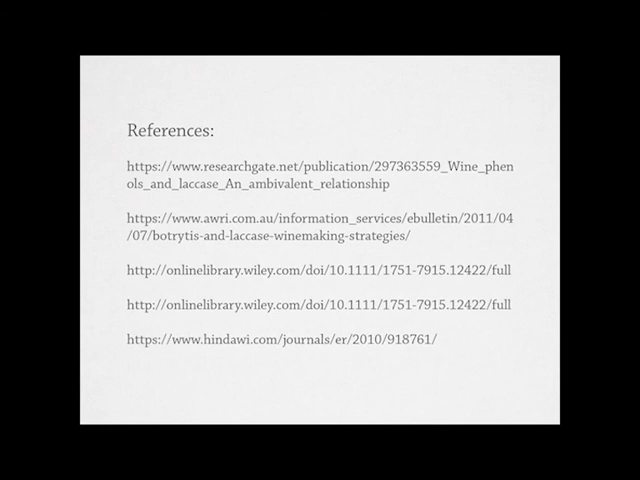 References:
https://www.researchgate.net/publication/297363559_Wine_phen
ols_and_laccase_An_ambivalent_relationship
https://www.awri.com.au/information_services/ebulletin/2011/04
/07/botrytis-and-laccase-winemaking-strategies/
http://onlinelibrary.wiley.com/doi/10.1111/1751-7915.12422/full
http://onlinelibrary.wiley.com/doi/10.1111/1751-7915.12422/full
https://www.hindawi.com/journals/er/2010/918761/